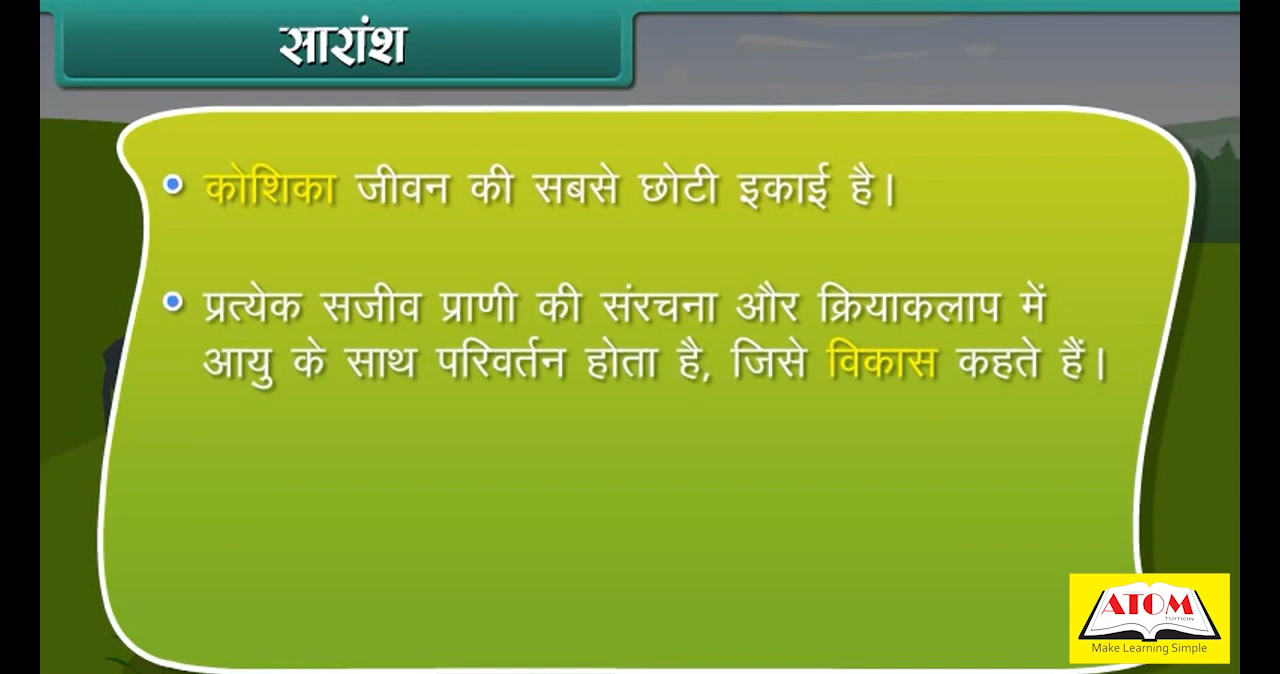 सारांश
कोशिका जीवन की सबसे छोटी इकाई है।
प्रत्येक सजीव प्राणी की संरचना और क्रियाकलाप में
आयु के साथ परिवर्तन होता है, जिसे विकास कहते हैं।
ATOM
TUITION
Make Learning Simple